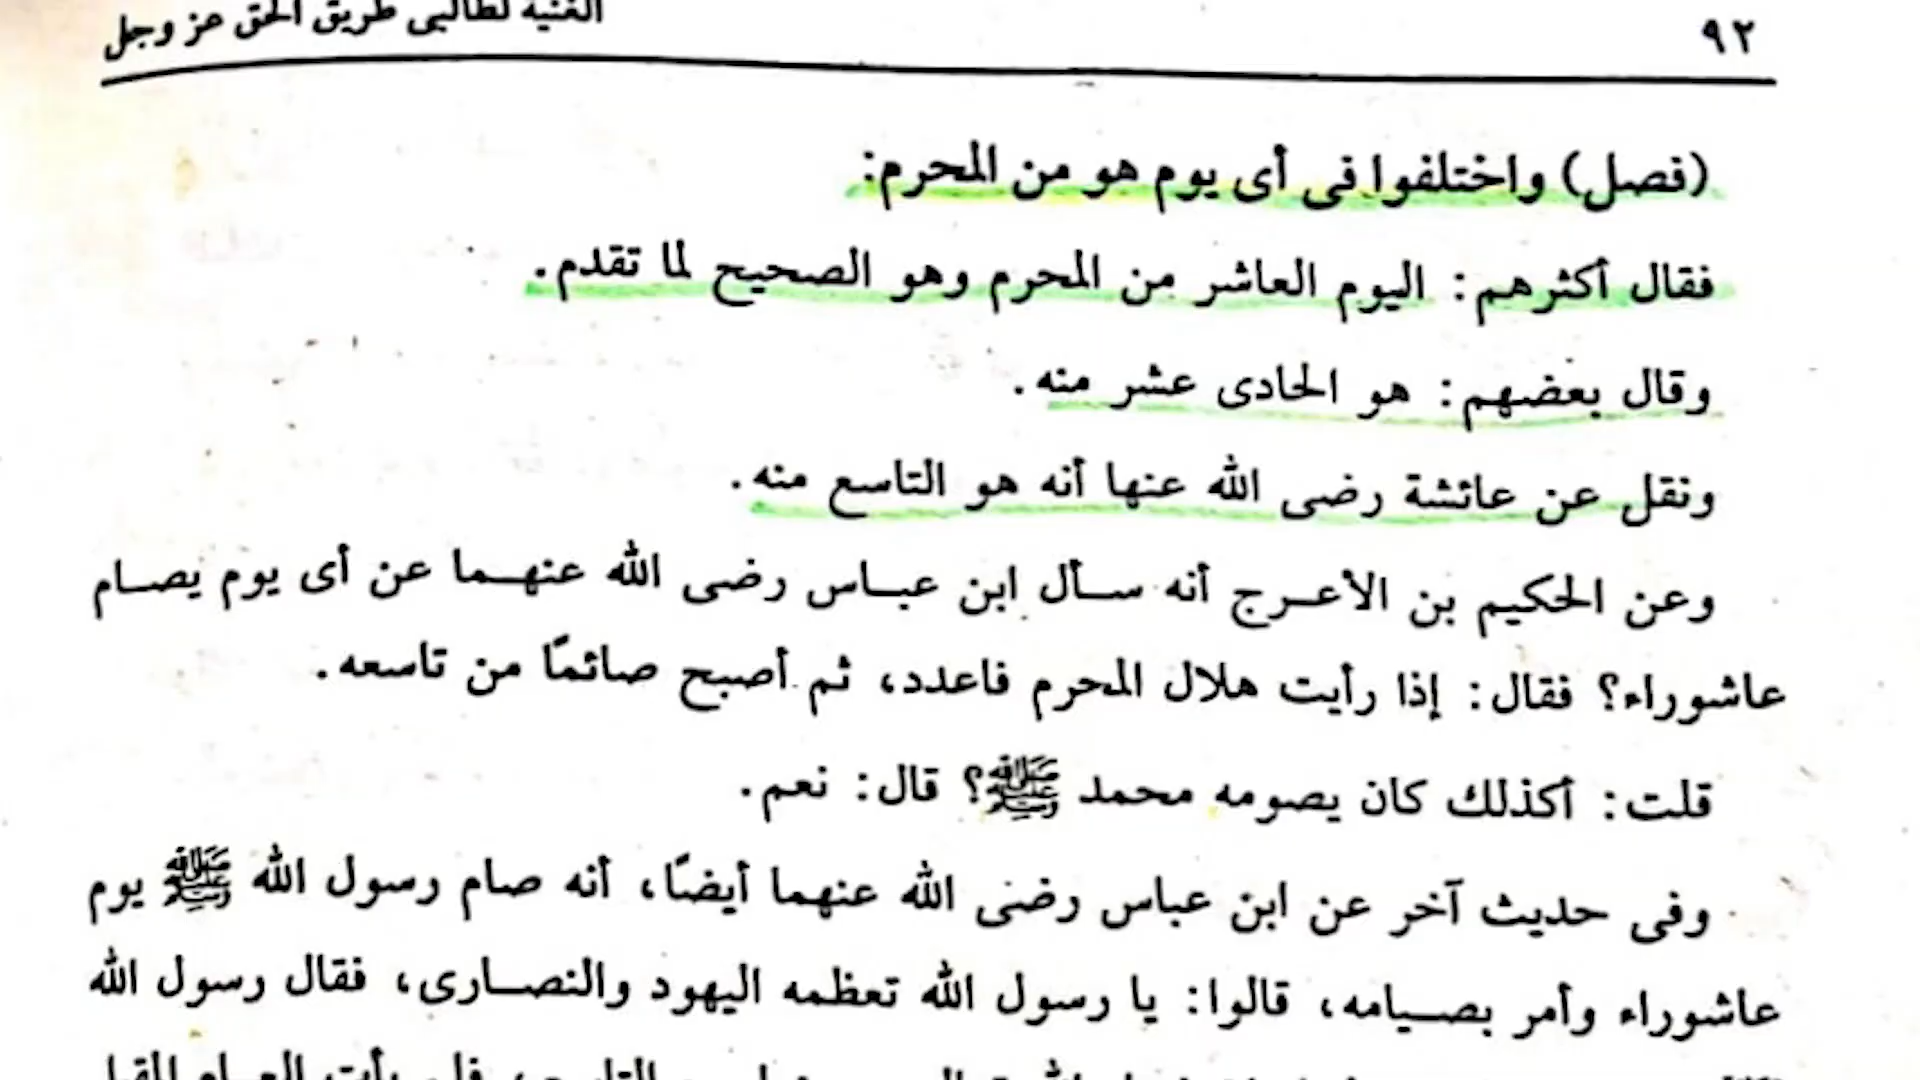 ٩٢ الغنية لطالبى طريق الحق عز وجل
(فصل) واختلفوا فى أى يوم هو من المحرم:
فقال أكثرهم: اليوم العاشر من المحرم وهو الصحيح لما تقدم.
وقال بعضهم: هو الحادى عشر منه.
ونقل عن عائشة رضى الله عنها أنه هو التاسع منه.
وعن الحكيم بن الأعرج أنه سأل ابن عباس رضى الله عنهما عن أى يوم يصام
عاشوراء؟ فقال: إذا رأيت هلال المحرم فاعدد، ثم أصبح صائمًا من تاسعه.
قلت: أكذلك كان يصومه محمد ﷺ؟ قال: نعم.
وفى حديث آخر عن ابن عباس رضى الله عنهما أيضًا، أنه صام رسول الله ﷺ يوم
عاشوراء وأمر بصيامه، قالوا: يا رسول الله تعظمه اليهود والنصارى، فقال رسول الله